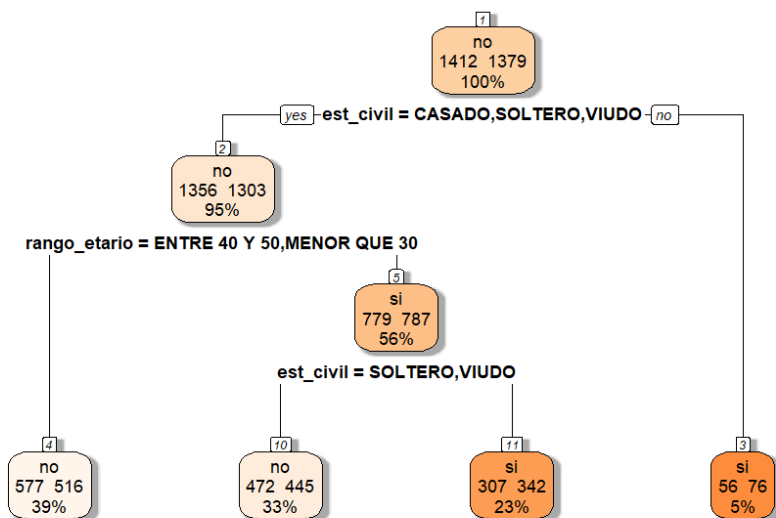 1
no
1412 1379
100%
yes est_civil = CASADO,SOLTERO,VIUDO no
2
no
1356 1303
95%
rango_etario = ENTRE 40 Y 50,MENOR QUE 30
5
si
779 787
56%
est_civil = SOLTERO,VIUDO
4
no
577 516
39%
10
no
472 445
33%
11
si
307 342
23%
3
si
56 76
5%